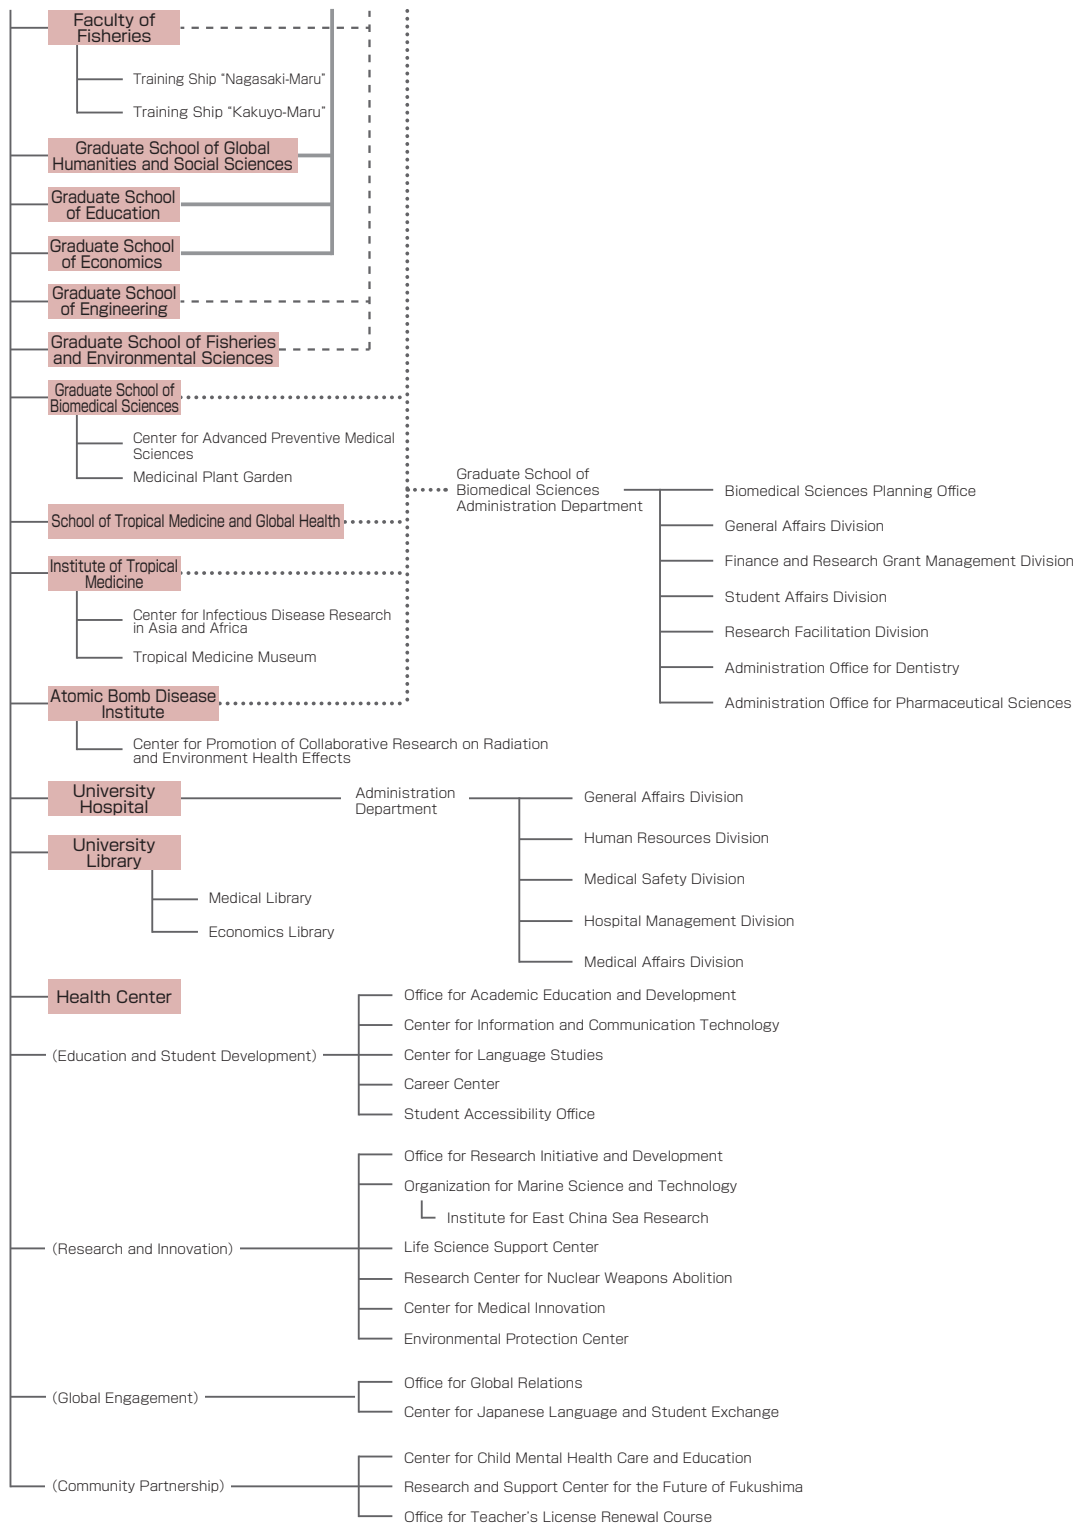 Faculty of
Fisheries
Training Ship “Nagasaki-Maru”
Training Ship “Kakuyo-Maru”
Graduate School of Global
Humanities and Social Sciences
Graduate School
of Education
Graduate School
of Economics
Graduate School
of Engineering
Graduate School of Fisheries
and Environmental Sciences
Graduate School of
Biomedical Sciences
Center for Advanced Preventive Medical
Sciences
Medicinal Plant Garden
Graduate School of
Biomedical Sciences
Administration Department
Biomedical Sciences Planning Office
General Affairs Division
Finance and Research Grant Management Division
Student Affairs Division
Research Facilitation Division
Administration Office for Dentistry
Administration Office for Pharmaceutical Sciences
School of Tropical Medicine and Global Health
Institute of Tropical
Medicine
Center for Infectious Disease Research
in Asia and Africa
Tropical Medicine Museum
Atomic Bomb Disease
Institute
Center for Promotion of Collaborative Research on Radiation
and Environment Health Effects
University
Hospital
Administration
Department
General Affairs Division
Human Resources Division
Medical Safety Division
Hospital Management Division
Medical Affairs Division
University
Library
Medical Library
Economics Library
Health Center
(Education and Student Development)
Office for Academic Education and Development
Center for Information and Communication Technology
Center for Language Studies
Career Center
Student Accessibility Office
(Research and Innovation)
Office for Research Initiative and Development
Organization for Marine Science and Technology
Institute for East China Sea Research
Life Science Support Center
Research Center for Nuclear Weapons Abolition
Center for Medical Innovation
Environmental Protection Center
(Global Engagement)
Office for Global Relations
Center for Japanese Language and Student Exchange
(Community Partnership)
Center for Child Mental Health Care and Education
Research and Support Center for the Future of Fukushima
Office for Teacher's License Renewal Course